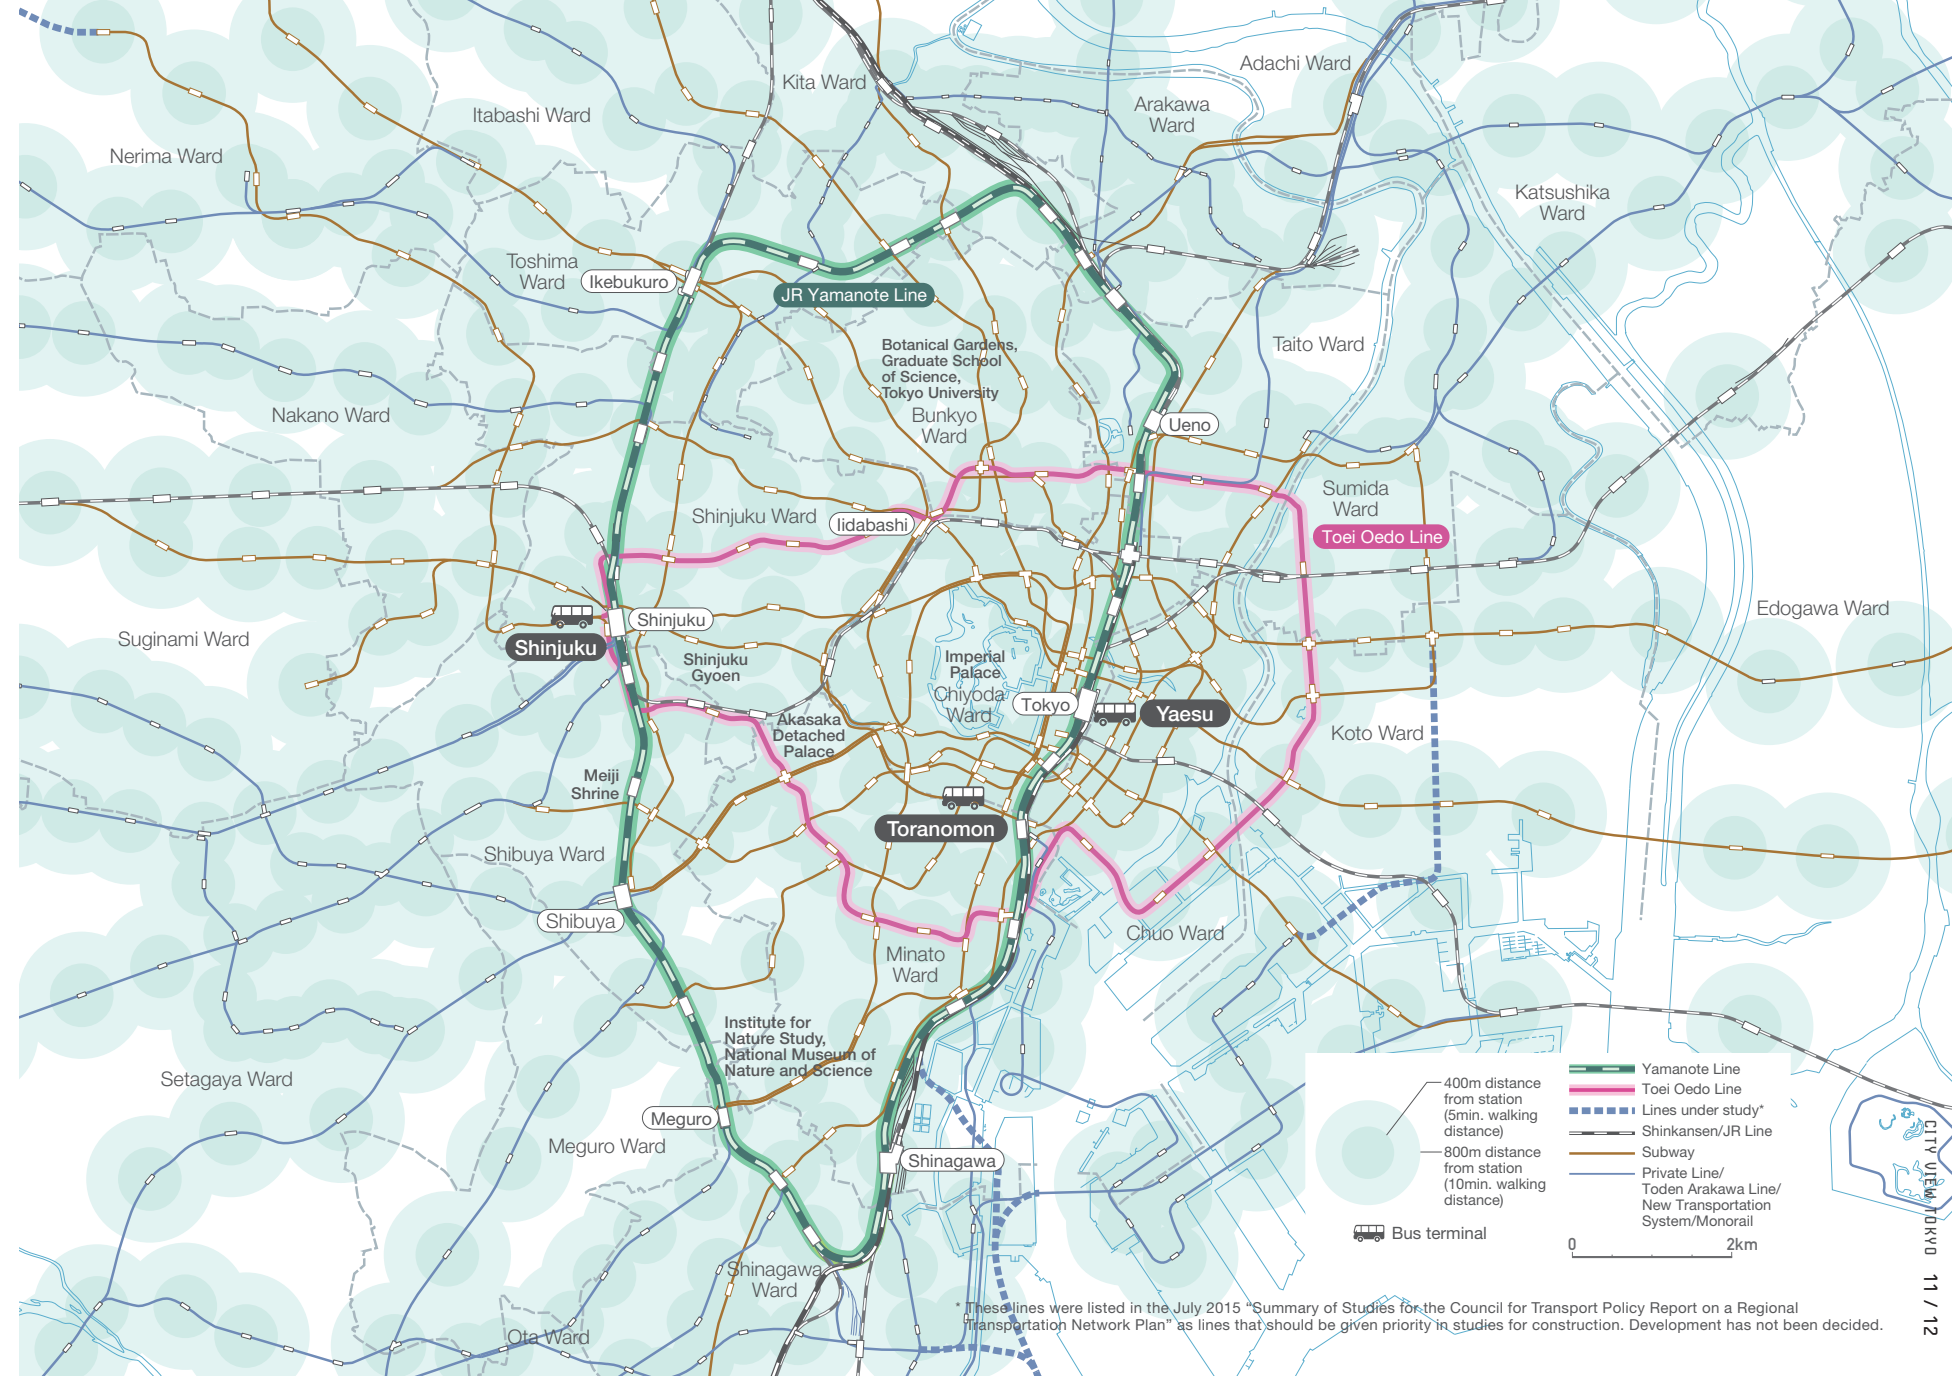 Kita Ward
Adachi Ward
Arakawa
Ward
Itabashi Ward
Nerima Ward
Katsushika
Ward
Toshima
Ward
Ikebukuro
JR Yamanote Line
Taito Ward
Botanical Gardens,
Graduate School
of Science,
Tokyo University
Bunkyo
Ward
Nakano Ward
Ueno
Sumida
Ward
Shinjuku Ward
Iidabashi
Toei Oedo Line
Edogawa Ward
Shinjuku
Suginami Ward
Shinjuku
Shinjuku
Gyoen
Imperial
Palace
Chiyoda
Ward
Tokyo
Yaesu
Akasaka
Detached
Palace
Koto Ward
Meiji
Shrine
Toranomon
Shibuya Ward
Shibuya
Chuo Ward
Minato
Ward
Institute for
Nature Study,
National Museum of
Nature and Science
Setagaya Ward
Meguro
Meguro Ward
Shinagawa
Shinagawa
Ward
Ota Ward
400m distance
from station
(5min. walking
distance)
800m distance
from station
(10min. walking
distance)
Bus terminal
Yamanote Line
Toei Oedo Line
Lines under study*
Shinkansen/JR Line
Subway
Private Line/
Toden Arakawa Line/
New Transportation
System/Monorail
0 2km
* These lines were listed in the July 2015 “Summary of Studies for the Council for Transport Policy Report on a Regional
Transportation Network Plan” as lines that should be given priority in studies for construction. Development has not been decided.
CITY VIEW TOKYO 11 / 12